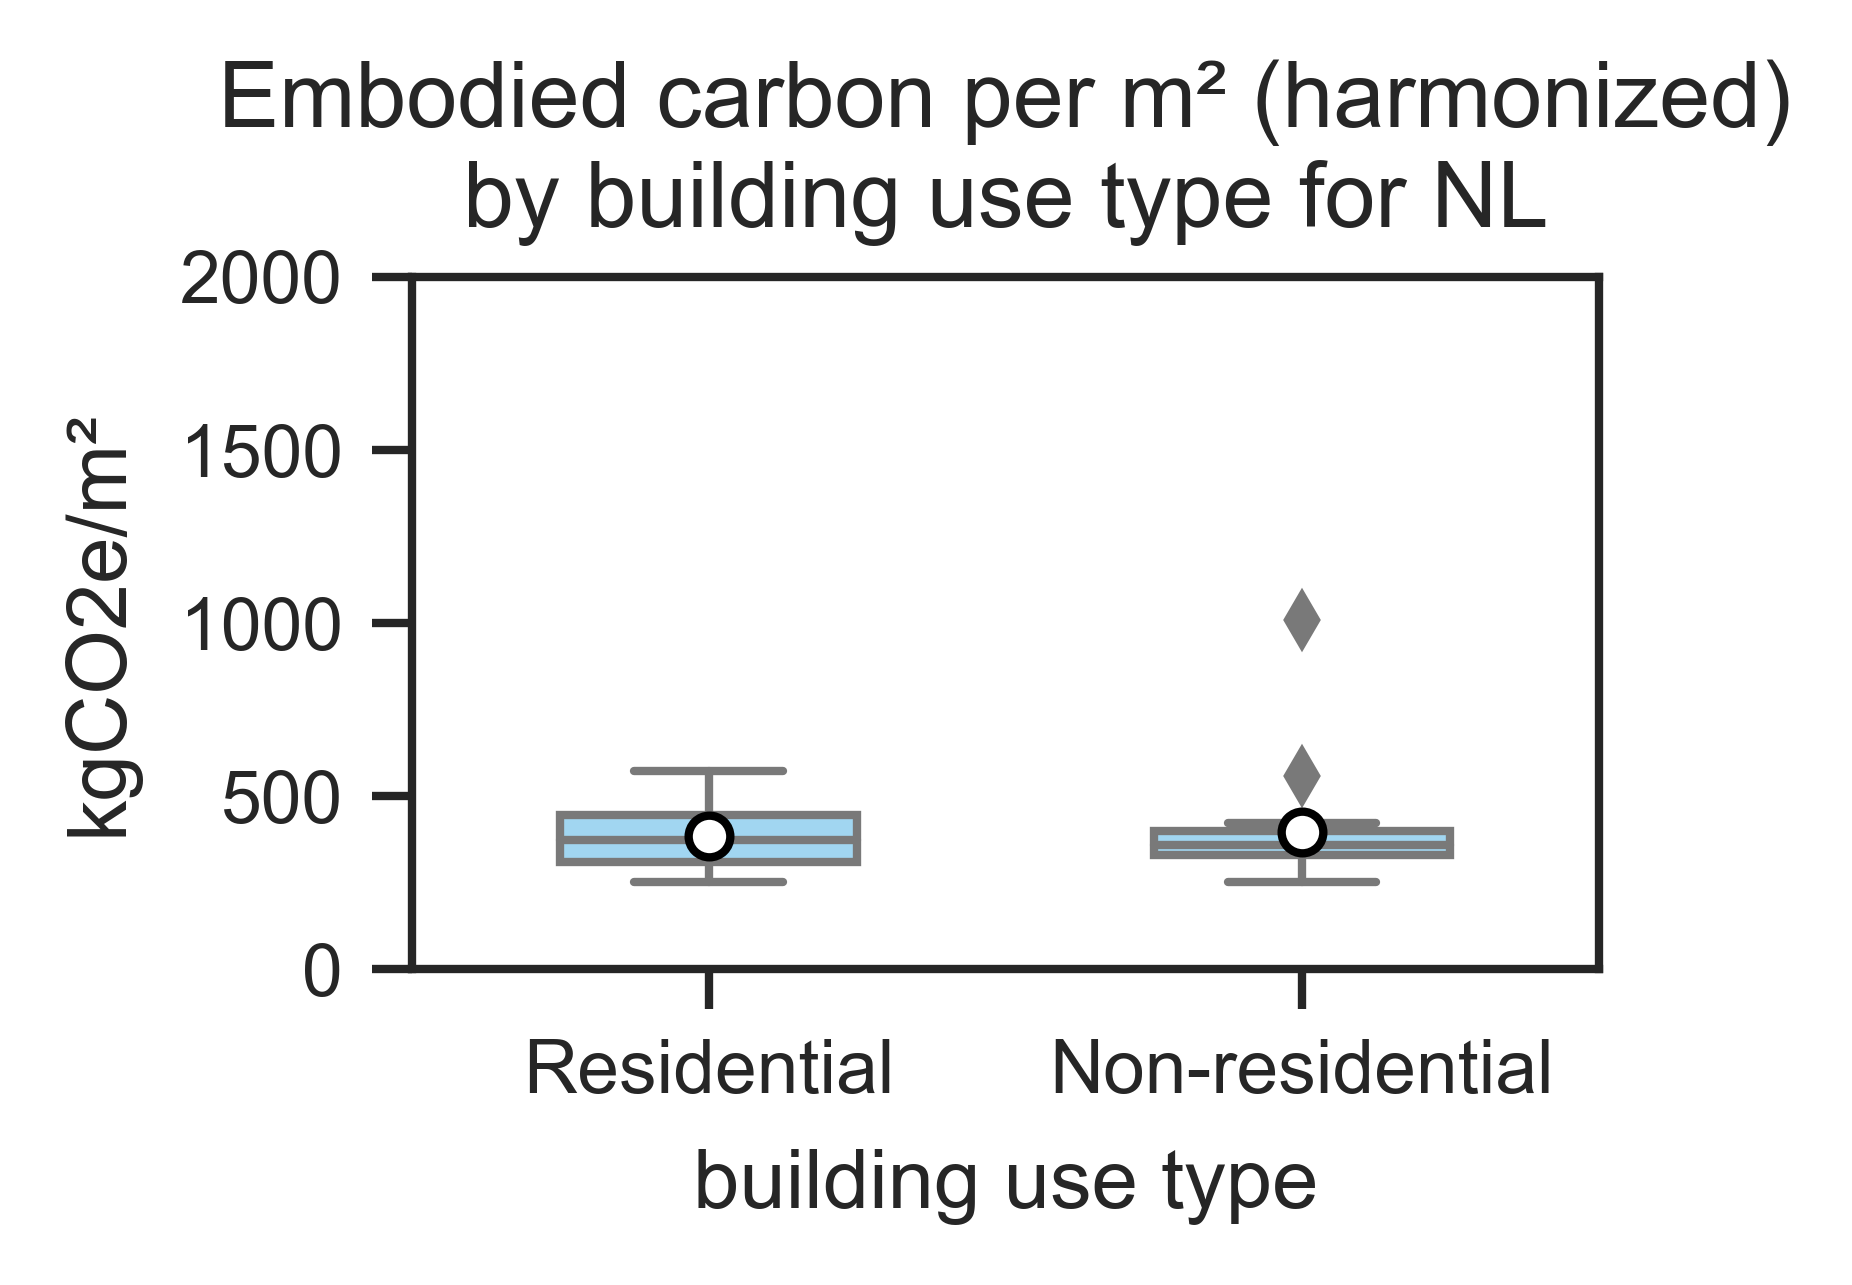 Embodied carbon per m² (harmonized)
by building use type for NL
2000
1500
1000
500
0
kgCO2e/m²
Residential
Non-residential
building use type